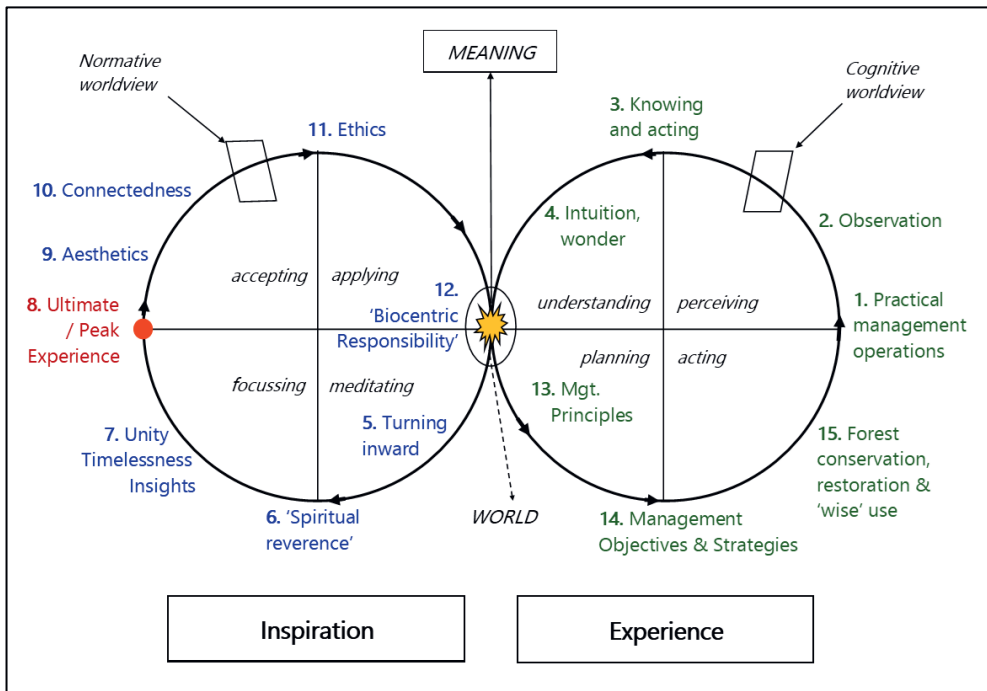 Normative
worldview
MEANING
Cognitive
worldview
3. Knowing
and acting
11. Ethics
10. Connectedness
4. Intuition,
wonder
2. Observation
9. Aesthetics
accepting
applying
12.
'Biocentric
Responsibility'
understanding
perceiving
8. Ultimate
/ Peak
Experience
1. Practical
management
operations
focussing
meditating
planning
acting
13. Mgt.
Principles
7. Unity
Timelessness
Insights
5. Turning
inward
15. Forest
conservation,
restoration &
'wise' use
6. 'Spiritual
reverence'
WORLD
14. Management
Objectives & Strategies
Inspiration
Experience